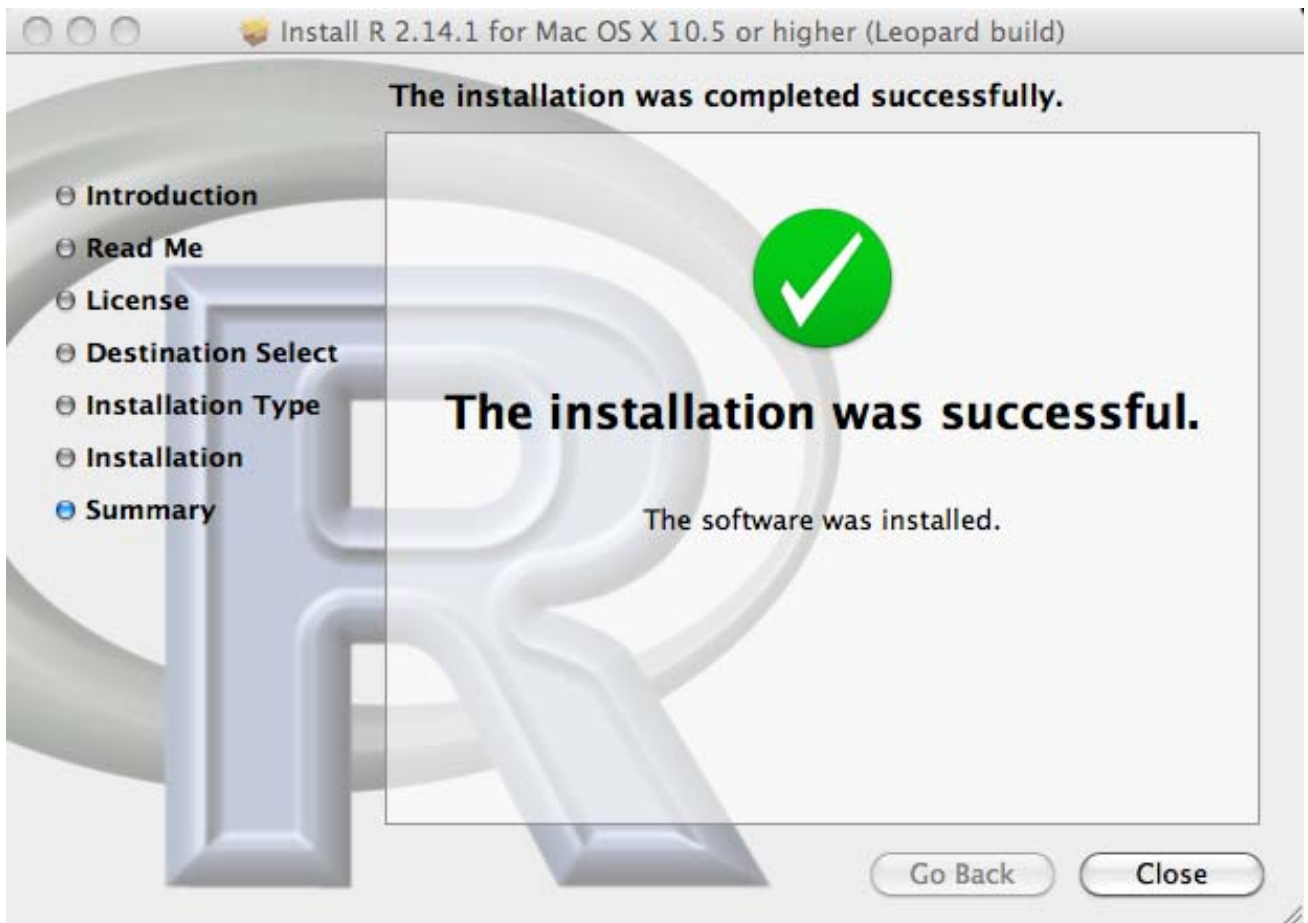 Install R 2.14.1 for Mac OS X 10.5 or higher (Leopard build)
The installation was completed successfully.
Introduction
Read Me
License
Destination Select
Installation Type
Installation
Summary
R
The installation was successful.
The software was installed.
Go Back
Close